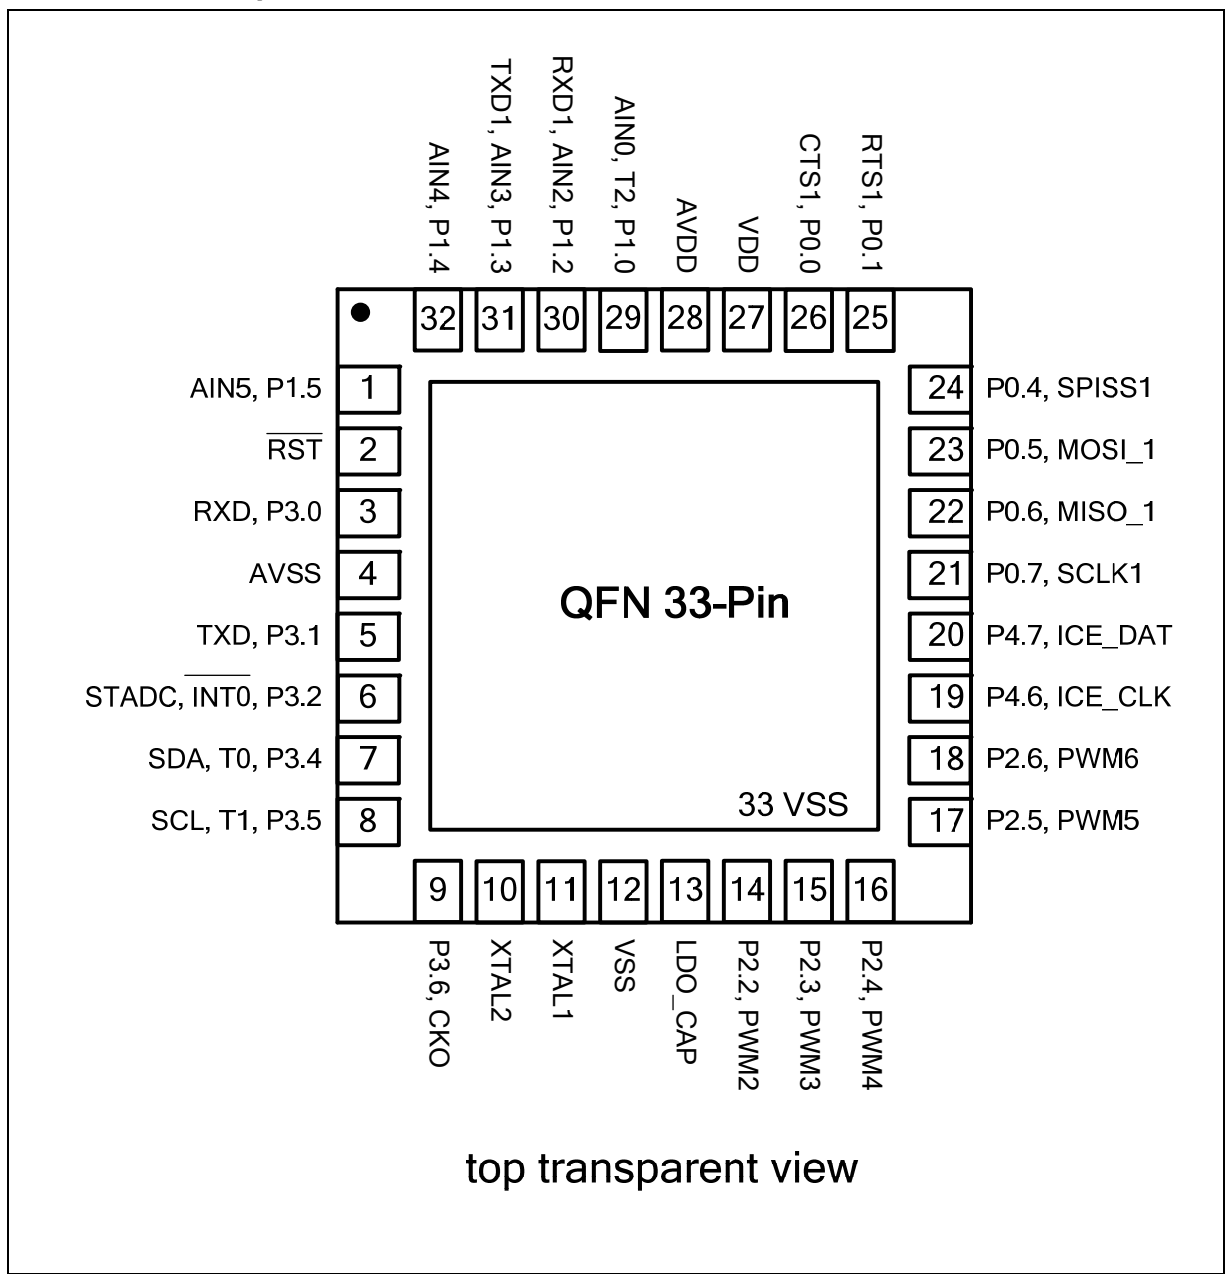 AIN4, P1.4
TXD1, AIN3, P1.3
RXD1, AIN2, P1.2
AIN0, T2, P1.0
AVDD
VDD
CTS1, P0.0
RTS1, P0.1
32 31 30 29 28 27 26 25
AIN5, P1.5 1
RST 2
RXD, P3.0 3
AVSS 4
TXD, P3.1 5
STADC, INT0, P3.2 6
SDA, T0, P3.4 7
SCL, T1, P3.5 8
QFN 33-Pin
33 VSS
24 P0.4, SPISS1
23 P0.5, MOSI_1
22 P0.6, MISO_1
21 P0.7, SCLK1
20 P4.7, ICE_DAT
19 P4.6, ICE_CLK
18 P2.6, PWM6
17 P2.5, PWM5
9 10 11 12 13 14 15 16
P3.6, CKO
XTAL2
XTAL1
VSS
LDO_CAP
P2.2, PWM2
P2.3, PWM3
P2.4, PWM4
top transparent view